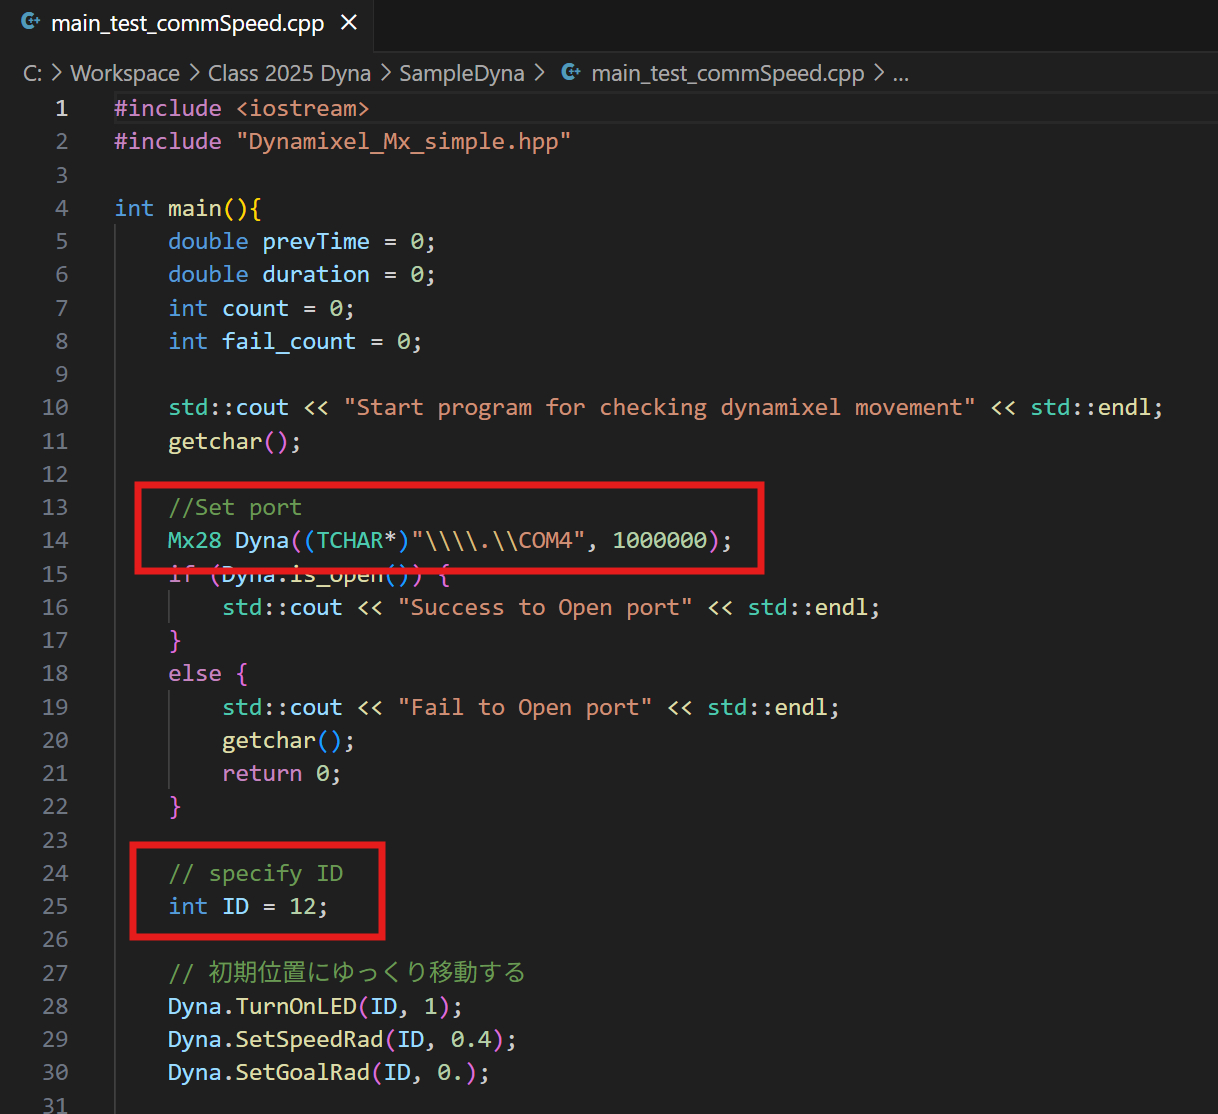 main_test_commSpeed.cpp ×
C: > Workspace > Class 2025 Dyna > SampleDyna > main_test_commSpeed.cpp > ...
1 #include <iostream>
2 #include "Dynamixel_Mx_simple.hpp"
3
4 int main(){
5 double prevTime = 0;
6 double duration = 0;
7 int count = 0;
8 int fail_count = 0;
9
10 std::cout << "Start program for checking dynamixel movement" << std::endl;
11 getchar();
12
13 //Set port
14 Mx28 Dyna((TCHAR*)"\\\\.\\COM4", 1000000);
15 if (Dyna.is_open()) {
16 std::cout << "Success to Open port" << std::endl;
17 }
18 else {
19 std::cout << "Fail to Open port" << std::endl;
20 getchar();
21 return 0;
22 }
23
24 // specify ID
25 int ID = 12;
26
27 // 初期位置にゆっくり移動する
28 Dyna.TurnOnLED(ID, 1);
29 Dyna.SetSpeedRad(ID, 0.4);
30 Dyna.SetGoalRad(ID, 0.);
31